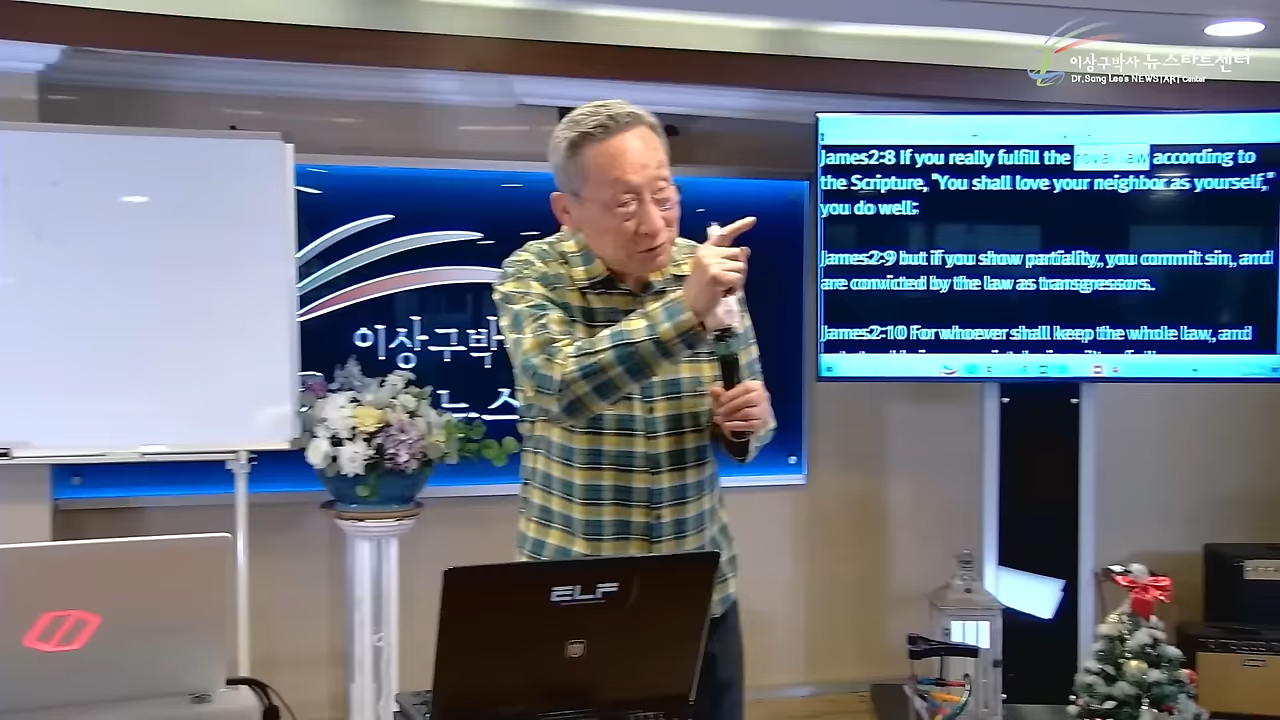 이상구박사 뉴스타트센터
Dr.Sang Lee's NEWSTART Center
James2:8 If you really fulfill the royal law according to
the Scripture, "You shall love your neighbor as yourself,"
you do well;
James2:9 but if you show partiality, you commit sin, and
are convicted by the law as transgressors.
James2:10 For whoever shall keep the whole law, and
이상구박
뉴스
ELF